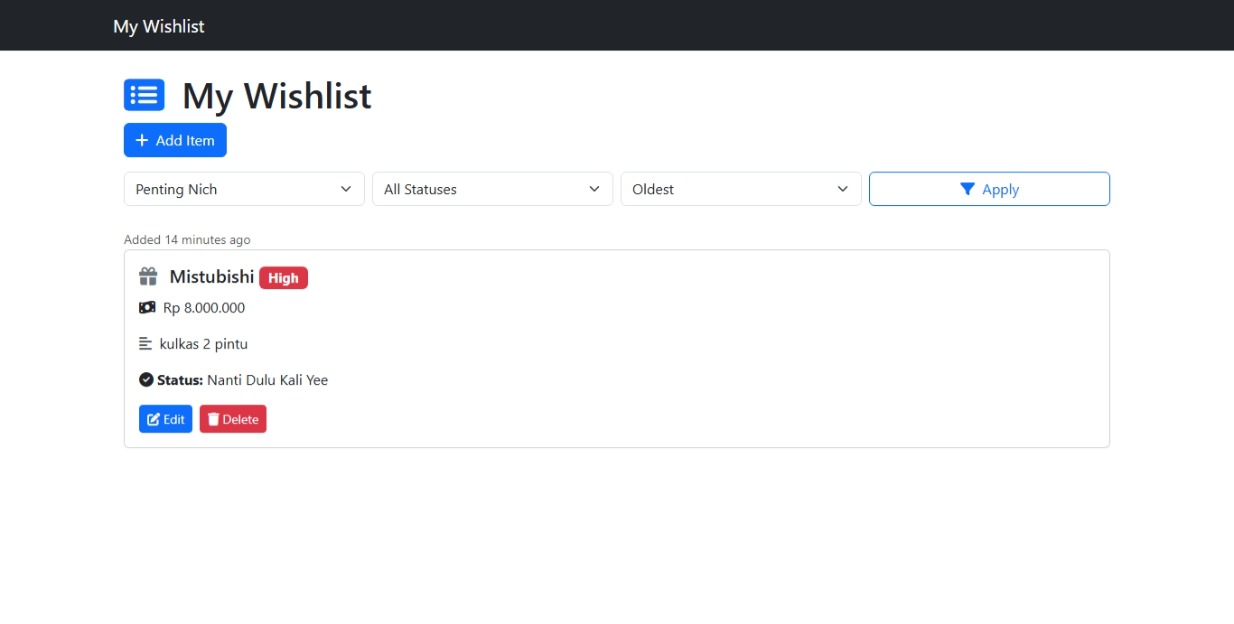 My Wishlist
My Wishlist
Add Item
Penting Nich
All Statuses
Oldest
Apply
Added 14 minutes ago
Mistubishi High
Rp 8.000.000
kulkas 2 pintu
Status: Nanti Dulu Kali Yee
Edit Delete